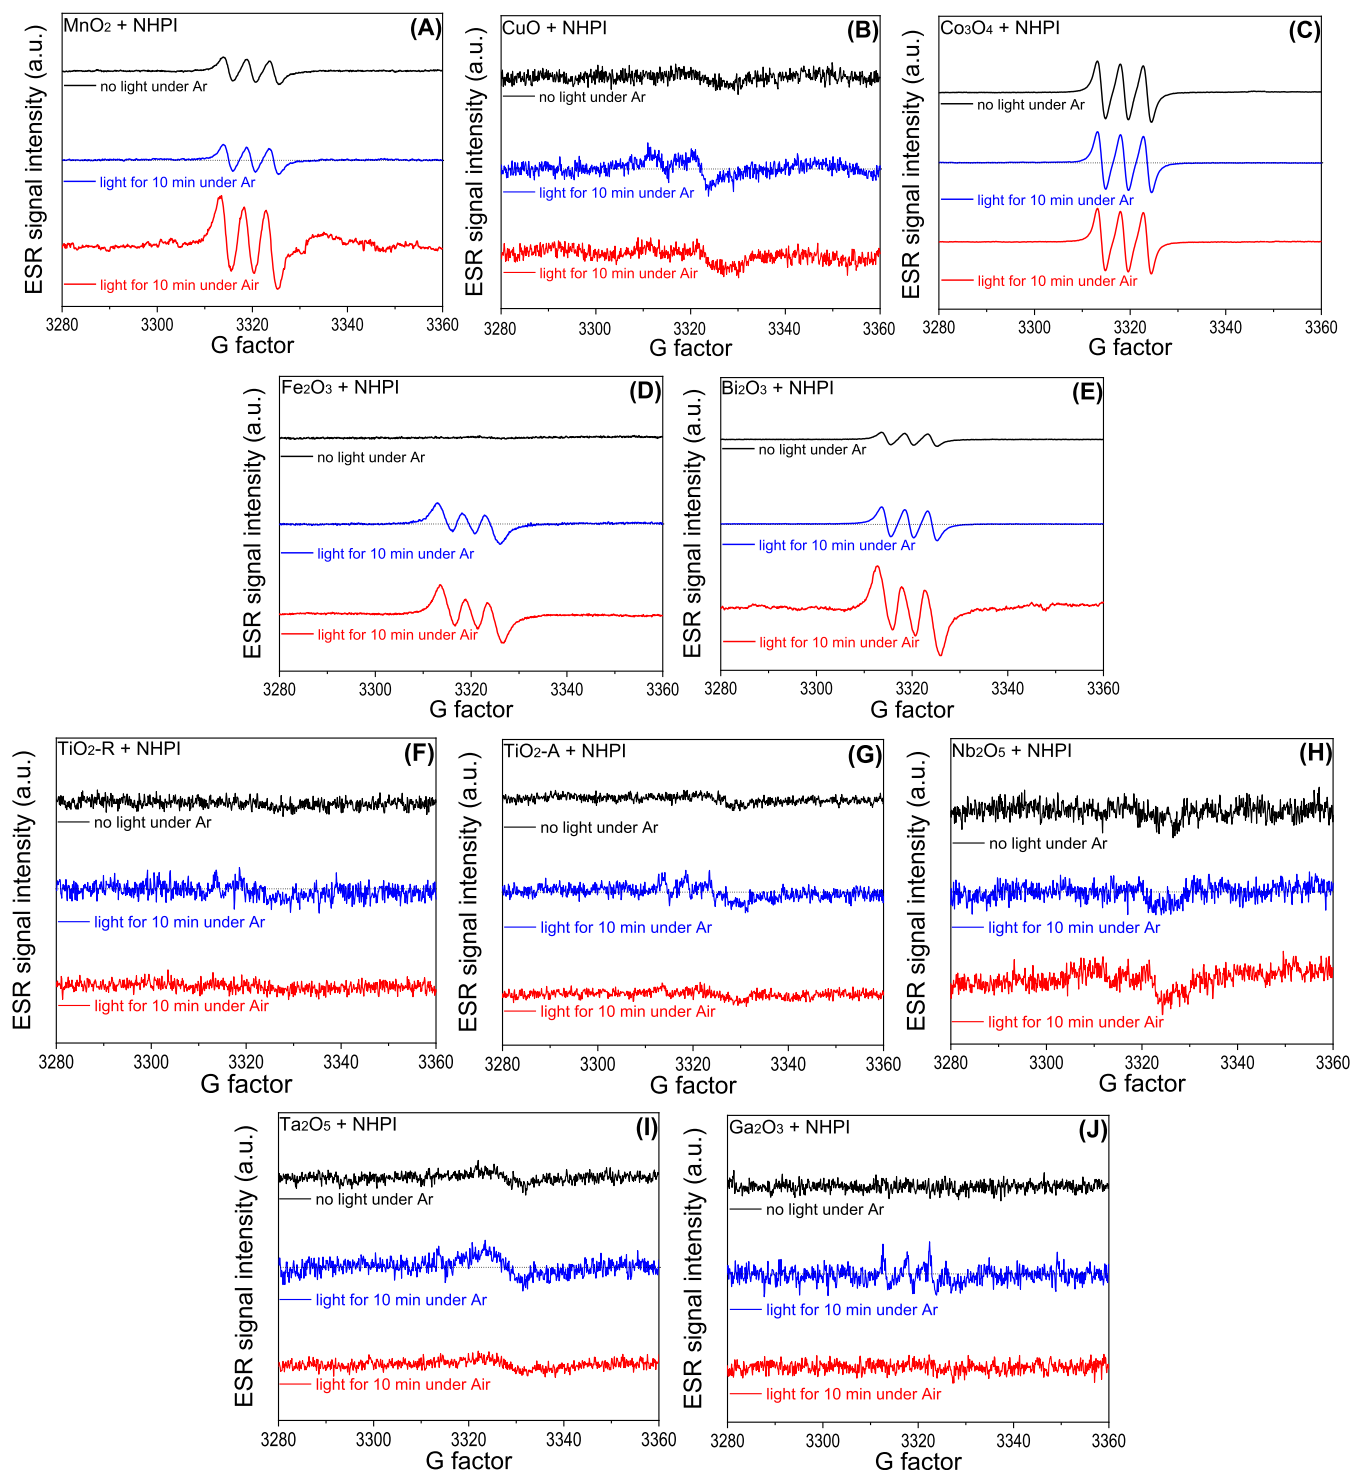 MnO2 + NHPI
(A)
no light under Ar
light for 10 min under Ar
light for 10 min under Air
ESR signal intensity (a.u.)
3280 3300 3320 3340 3360
G factor
CuO + NHPI
(B)
no light under Ar
light for 10 min under Ar
light for 10 min under Air
ESR signal intensity (a.u.)
3280 3300 3320 3340 3360
G factor
Co3O4 + NHPI
(C)
no light under Ar
light for 10 min under Ar
light for 10 min under Air
ESR signal intensity (a.u.)
3280 3300 3320 3340 3360
G factor
Fe2O3 + NHPI
(D)
no light under Ar
light for 10 min under Ar
light for 10 min under Air
ESR signal intensity (a.u.)
3280 3300 3320 3340 3360
G factor
Bi2O3 + NHPI
(E)
no light under Ar
light for 10 min under Ar
light for 10 min under Air
ESR signal intensity (a.u.)
3280 3300 3320 3340 3360
G factor
TiO2-R + NHPI
(F)
no light under Ar
light for 10 min under Ar
light for 10 min under Air
ESR signal intensity (a.u.)
3280 3300 3320 3340 3360
G factor
TiO2-A + NHPI
(G)
no light under Ar
light for 10 min under Ar
light for 10 min under Air
ESR signal intensity (a.u.)
3280 3300 3320 3340 3360
G factor
Nb2O5 + NHPI
(H)
no light under Ar
light for 10 min under Ar
light for 10 min under Air
ESR signal intensity (a.u.)
3280 3300 3320 3340 3360
G factor
Ta2O5 + NHPI
(I)
no light under Ar
light for 10 min under Ar
light for 10 min under Air
ESR signal intensity (a.u.)
3280 3300 3320 3340 3360
G factor
Ga2O3 + NHPI
(J)
no light under Ar
light for 10 min under Ar
light for 10 min under Air
ESR signal intensity (a.u.)
3280 3300 3320 3340 3360
G factor